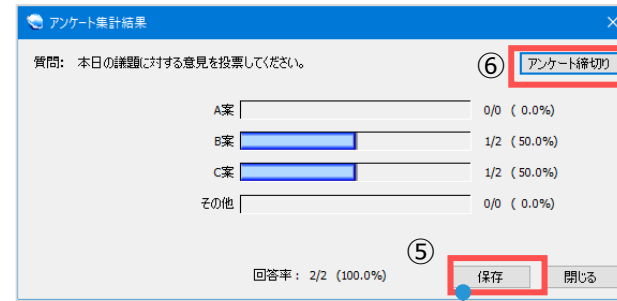 アンケート集計結果
質問: 本日の議題に対する意見を投票してください。
⑥ アンケート締切り
A案 0/0 ( 0.0%)
B案 1/2 ( 50.0%)
C案 1/2 ( 50.0%)
その他 0/0 ( 0.0%)
⑤
回答率: 2/2 (100.0%) 保存 閉じる